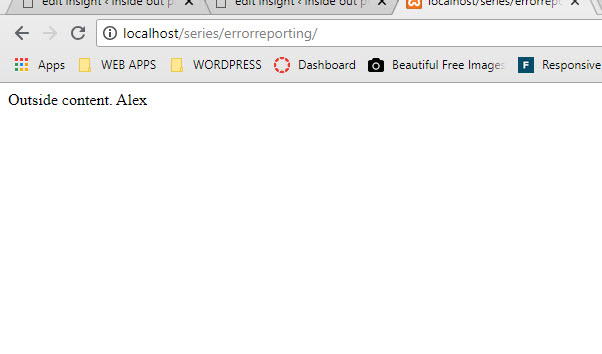 edit Insight ‹ Inside out p
edit Insight ‹ Inside out p
localhost/series/errorrep
localhost/series/errorreporting/
Apps WEB APPS WORDPRESS Dashboard Beautiful Free Images F Responsive
Outside content. Alex